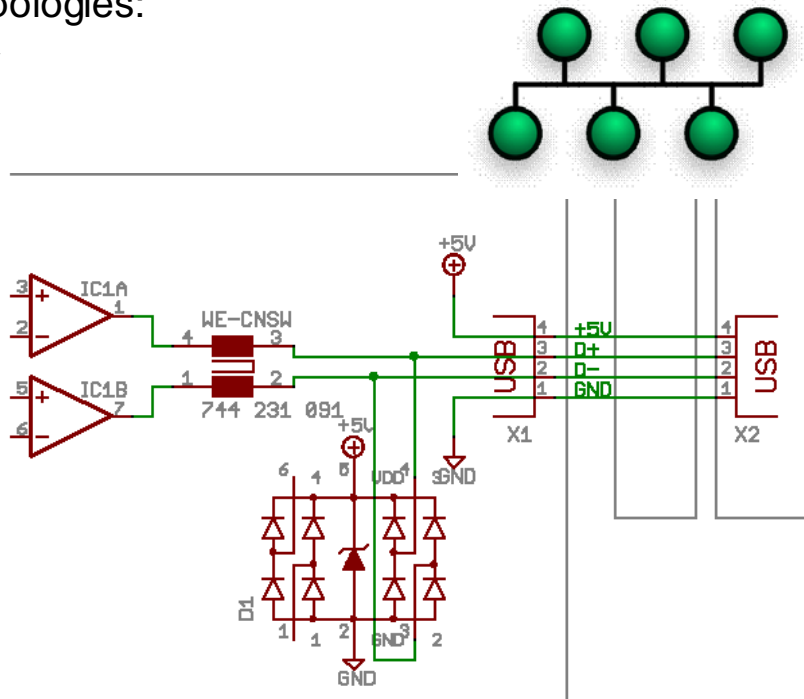 ologies:
+5V
3 IC1A
1
2
WE-CNSW
4 3
1 2
744 231 091
5 IC1B
7
6
+5V
4 +5V 4
3 D+ 3
2 D- 2
1 GND 1
USB USB
X1 X2
GND
6 4 5 VDD 4 3
D1
1 1 2 GND 3 2
GND